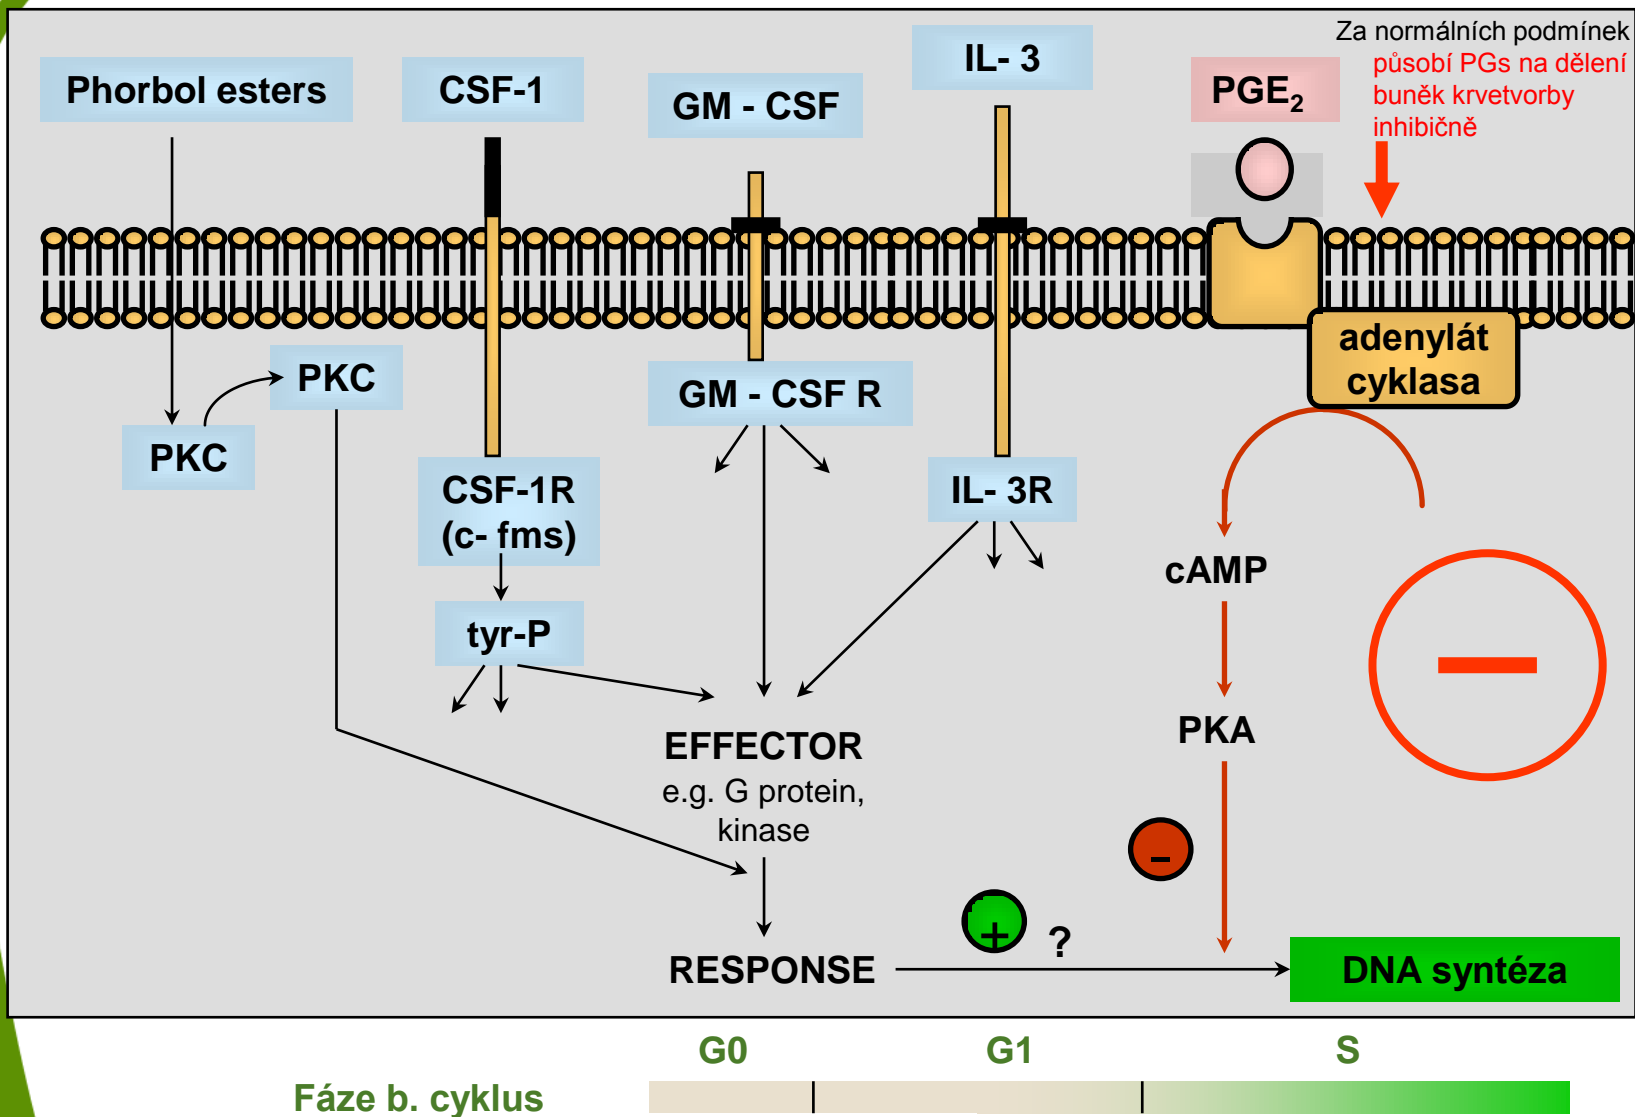 Za normálních podmínek
působí PGs na dělení
buněk krvetvorby
inhibičně
Phorbol esters
CSF-1
GM - CSF
IL- 3
PGE₂
adenylát
cyklasa
PKC
PKC
GM - CSF R
CSF-1R
(c- fms)
IL- 3R
tyr-P
cAMP
PKA
EFFECTOR
e.g. G protein,
kinase
–
+
?
RESPONSE
DNA syntéza
G0
G1
S
Fáze b. cyklus